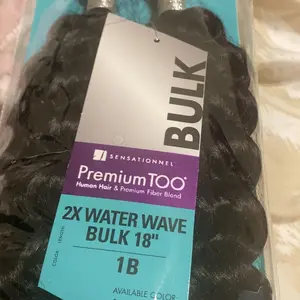 BULK
SENSATIONNEL
PremiumTOO
Human Hair & Premium Fiber Blend
2X WATER WAVE
BULK 18"
1B
AVAILABLE COLOR